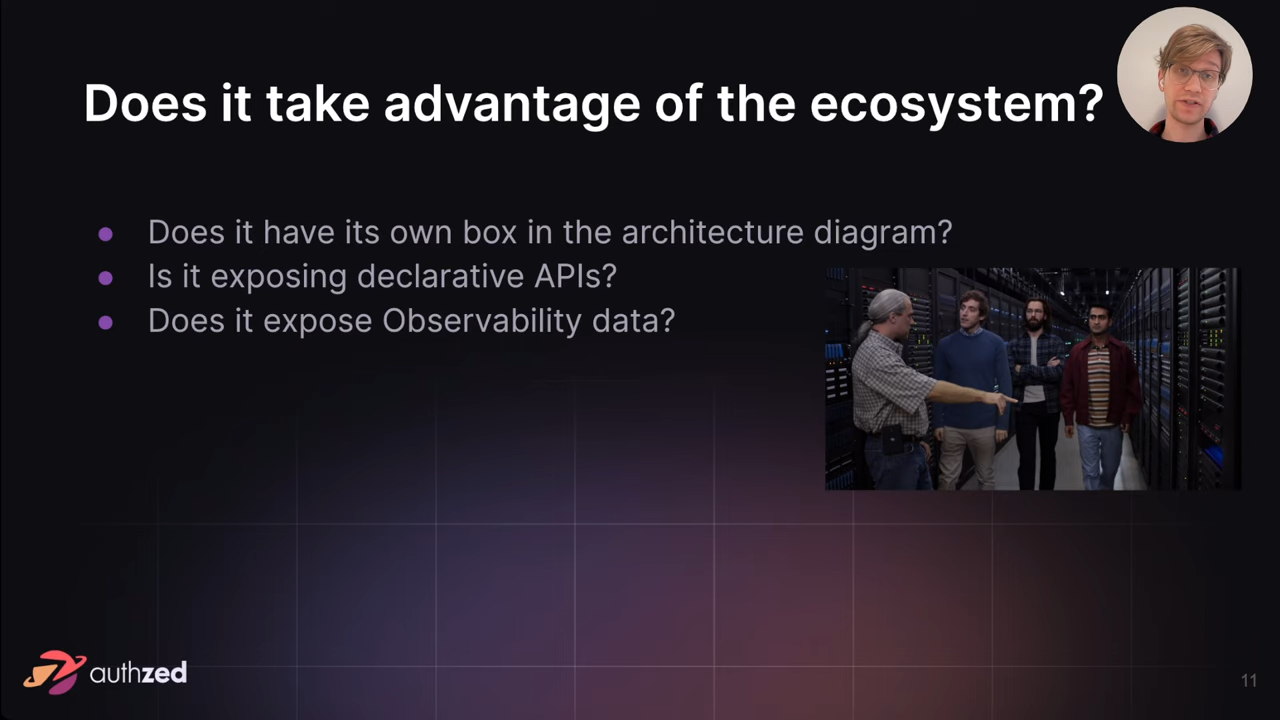 Does it take advantage of the ecosystem?
Does it have its own box in the architecture diagram?
Is it exposing declarative APIs?
Does it expose Observability data?
authzed
11